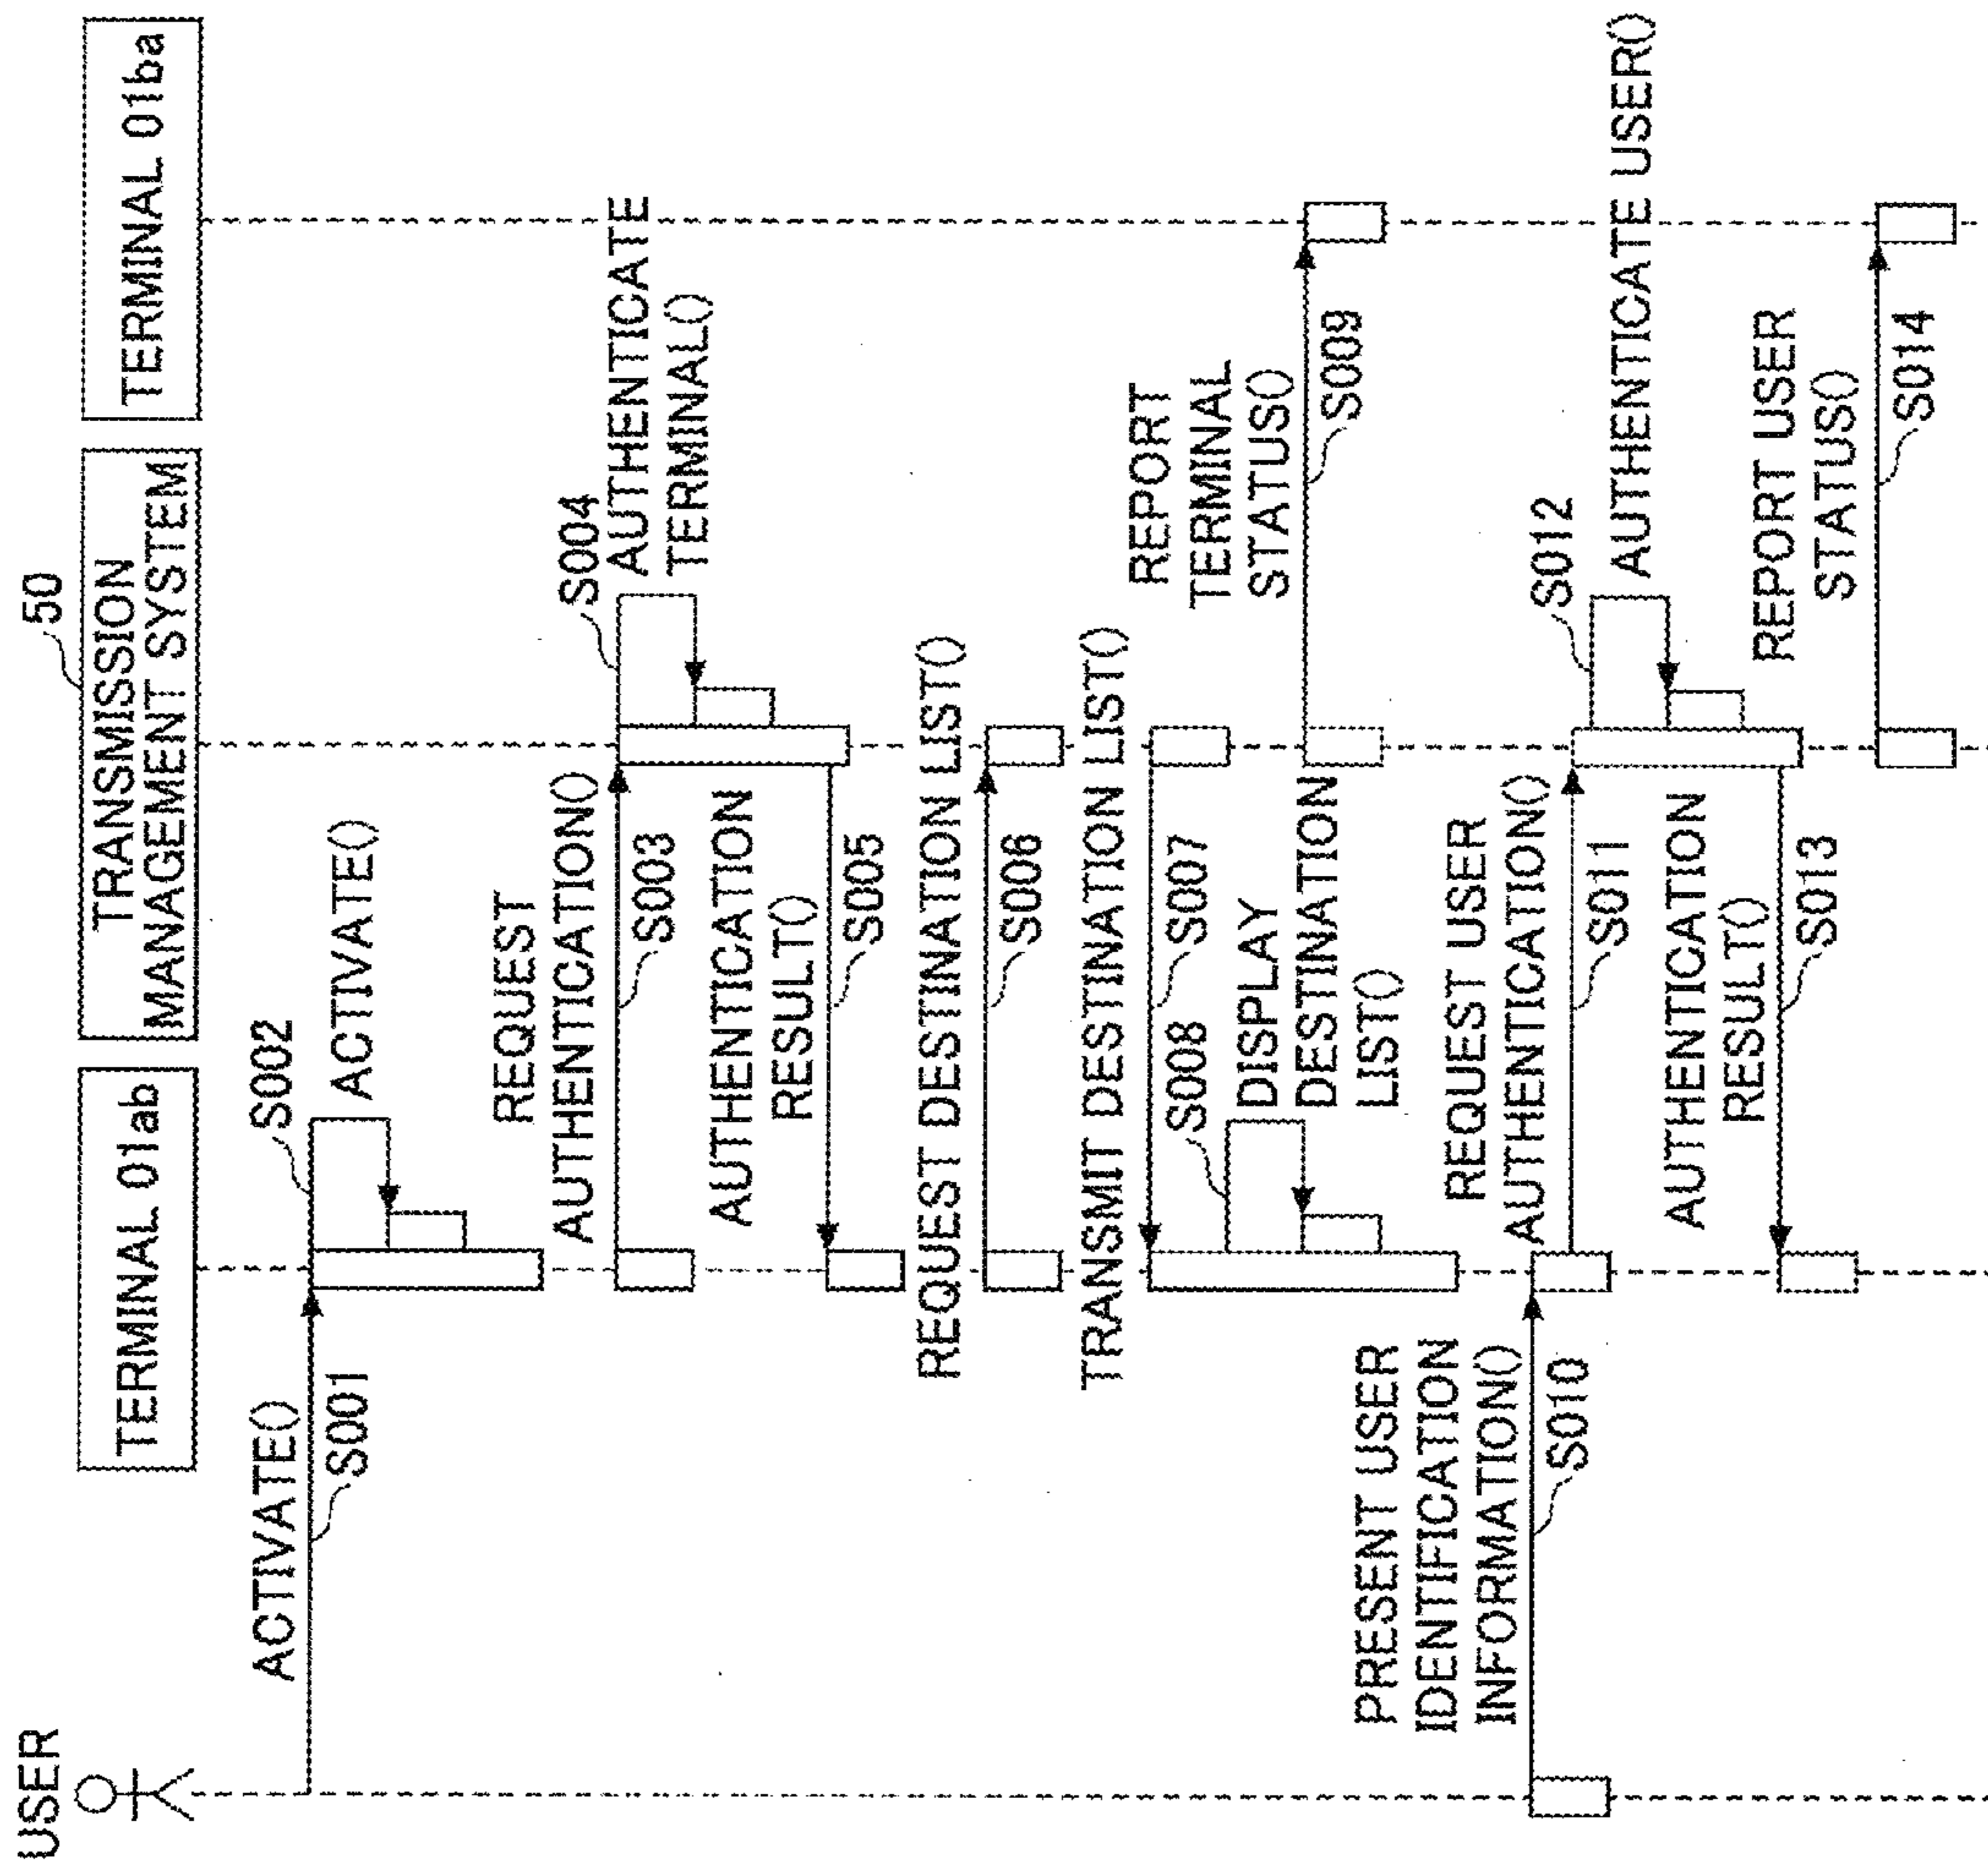 USER
TERMINAL 01ab
50
TRANSMISSION
MANAGEMENT SYSTEM
TERMINAL 01ba
ACTIVATE()
S001
S002
ACTIVATE()
REQUEST
AUTHENTICATION()
S003
S004
AUTHENTICATE
TERMINAL()
AUTHENTICATION
RESULT()
S005
REQUEST DESTINATION LIST()
S006
TRANSMIT DESTINATION LIST()
S007
S008
DISPLAY
DESTINATION
LIST()
REPORT
TERMINAL
STATUS()
S009
PRESENT USER
IDENTIFICATION
INFORMATION()
S010
REQUEST USER
AUTHENTICATION()
S011
S012
AUTHENTICATE USER()
AUTHENTICATION
RESULT()
S013
REPORT USER
STATUS()
S014